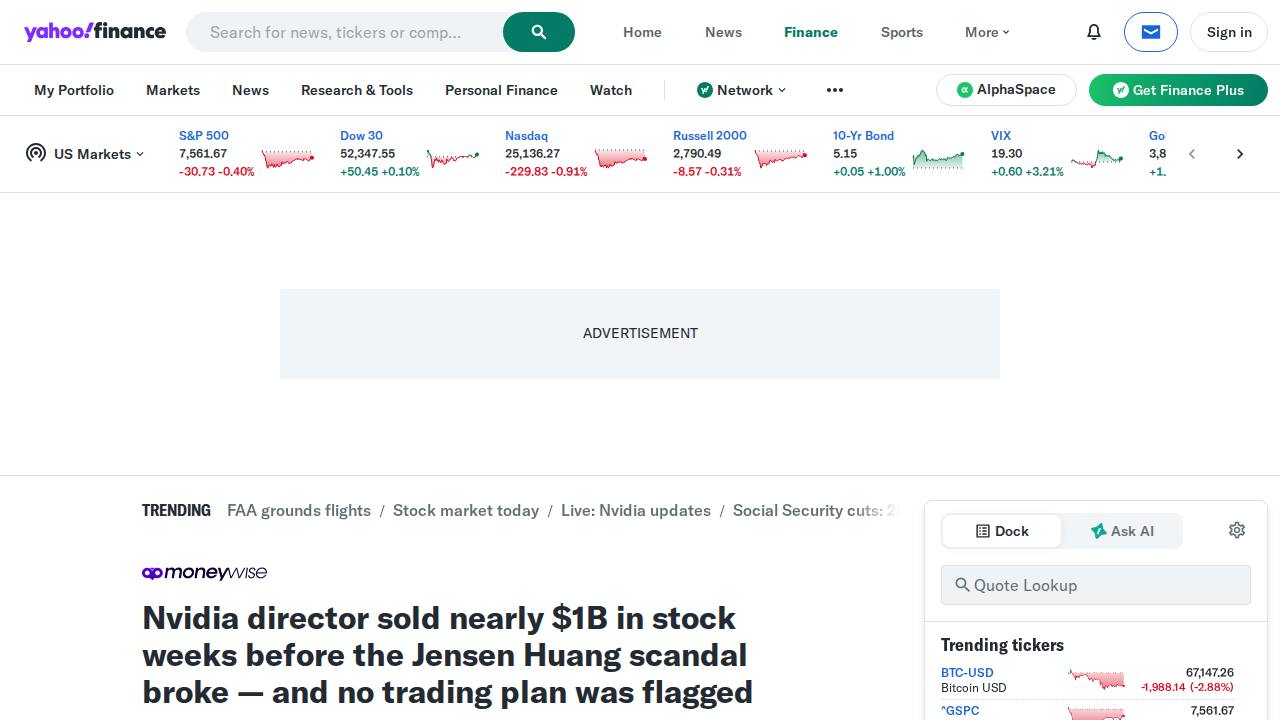 yahoo!finance
Search for news, tickers or comp...
Home
News
Finance
Sports
More
Sign in
My Portfolio
Markets
News
Research & Tools
Personal Finance
Watch
Network
AlphaSpace
Get Finance Plus
US Markets
S&P 500
7,561.67
-30.73 -0.40%
Dow 30
52,347.55
+50.45 +0.10%
Nasdaq
25,136.27
-229.83 -0.91%
Russell 2000
2,790.49
-8.57 -0.31%
10-Yr Bond
5.15
+0.05 +1.00%
VIX
19.30
+0.60 +3.21%
Go
3,8
+1.
ADVERTISEMENT
TRENDING FAA grounds flights / Stock market today / Live: Nvidia updates / Social Security cuts:
moneywise
Nvidia director sold nearly $1B in stock
weeks before the Jensen Huang scandal
broke — and no trading plan was flagged
Dock
Ask AI
Quote Lookup
Trending tickers
BTC-USD 67,147.26
Bitcoin USD -1,988.14 (-2.88%)
^GSPC 7,561.67